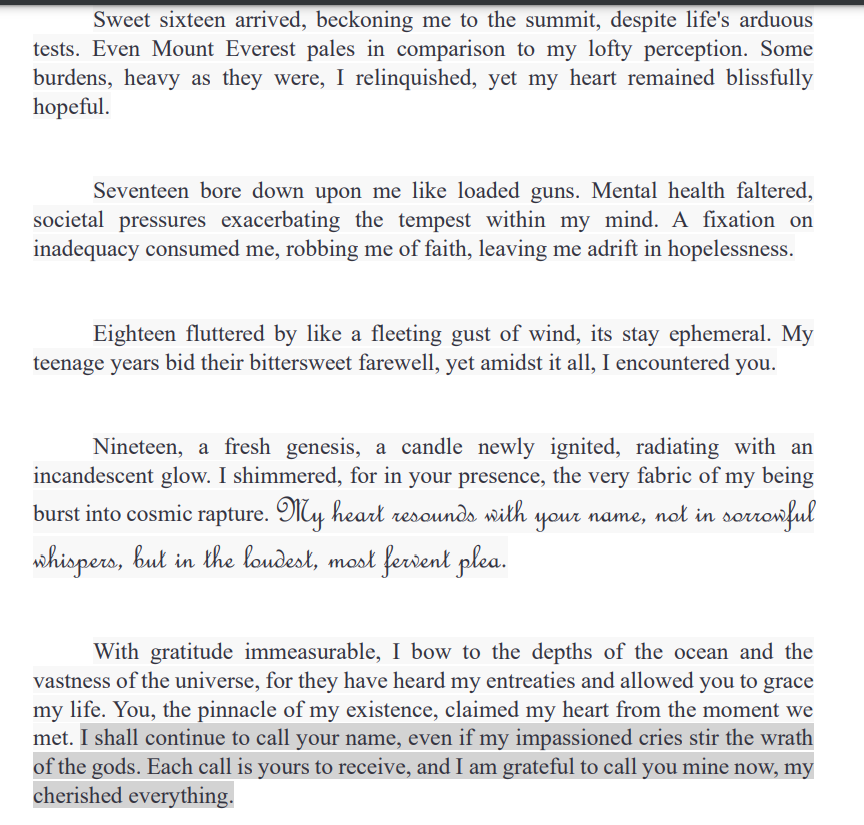 Sweet sixteen arrived, beckoning me to the summit, despite life's arduous
tests. Even Mount Everest pales in comparison to my lofty perception. Some
burdens, heavy as they were, I relinquished, yet my heart remained blissfully
hopeful.
Seventeen bore down upon me like loaded guns. Mental health faltered,
societal pressures exacerbating the tempest within my mind. A fixation on
inadequacy consumed me, robbing me of faith, leaving me adrift in hopelessness.
Eighteen fluttered by like a fleeting gust of wind, its stay ephemeral. My
teenage years bid their bittersweet farewell, yet amidst it all, I encountered you.
Nineteen, a fresh genesis, a candle newly ignited, radiating with an
incandescent glow. I shimmered, for in your presence, the very fabric of my being
burst into cosmic rapture. My heart resounds with your name, not in sorrowful
whispers, but in the loudest, most fervent plea.
With gratitude immeasurable, I bow to the depths of the ocean and the
vastness of the universe, for they have heard my entreaties and allowed you to grace
my life. You, the pinnacle of my existence, claimed my heart from the moment we
met. I shall continue to call your name, even if my impassioned cries stir the wrath
of the gods. Each call is yours to receive, and I am grateful to call you mine now, my
cherished everything.